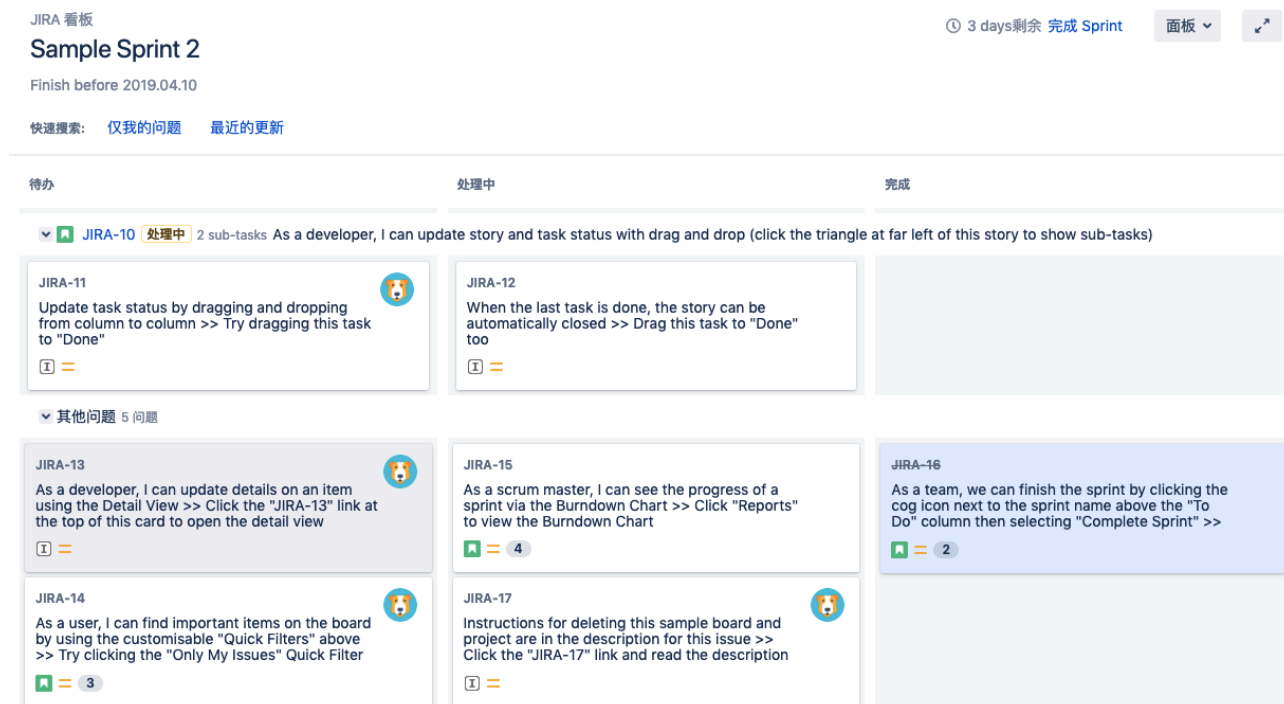 JIRA 看板
Sample Sprint 2
3 days剩余 完成 Sprint
面板
Finish before 2019.04.10
快速搜索: 仅我的问题 最近的更新
待办 处理中 完成
JIRA-10 处理中 2 sub-tasks As a developer, I can update story and task status with drag and drop (click the triangle at far left of this story to show sub-tasks)
JIRA-11
Update task status by dragging and dropping
from column to column >> Try dragging this task
to "Done"
JIRA-12
When the last task is done, the story can be
automatically closed >> Drag this task to "Done"
too
其他问题 5 问题
JIRA-13
As a developer, I can update details on an item
using the Detail View >> Click the "JIRA-13" link at
the top of this card to open the detail view
JIRA-14
As a user, I can find important items on the board
by using the customisable "Quick Filters" above
>> Try clicking the "Only My Issues" Quick Filter
3
JIRA-15
As a scrum master, I can see the progress of a
sprint via the Burndown Chart >> Click "Reports"
to view the Burndown Chart
4
JIRA-17
Instructions for deleting this sample board and
project are in the description for this issue >>
Click the "JIRA-17" link and read the description
JIRA-16
As a team, we can finish the sprint by clicking the
cog icon next to the sprint name above the "To
Do" column then selecting "Complete Sprint" >>
2